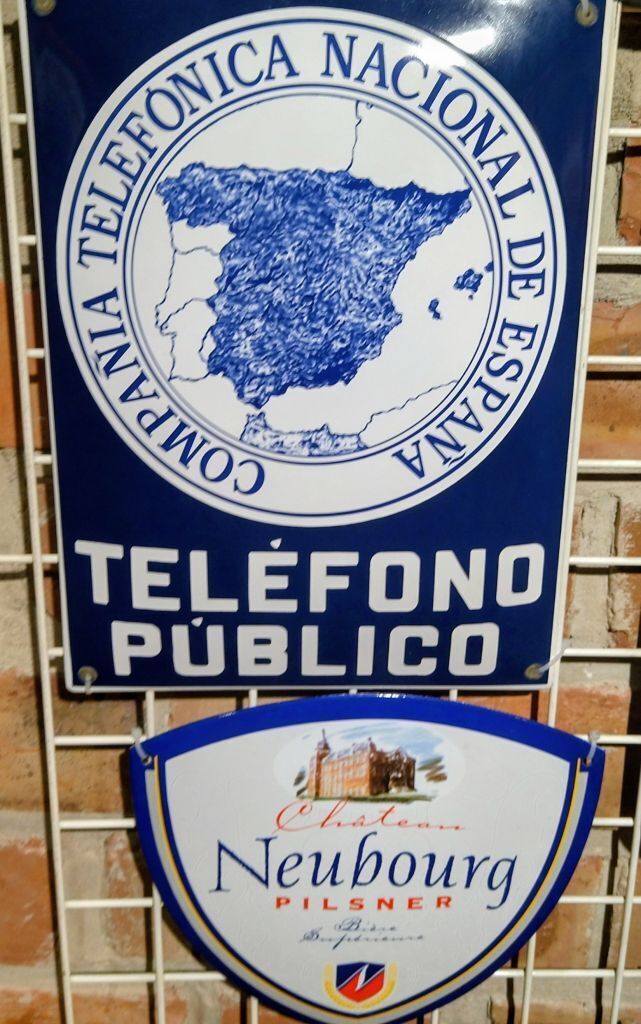 COMPAÑIA TELEFÓNICA NACIONAL DE ESPAÑA
TELÉFONO
PÚBLICO
Château
Neubourg
PILSNER
Bière
Supérieure
N